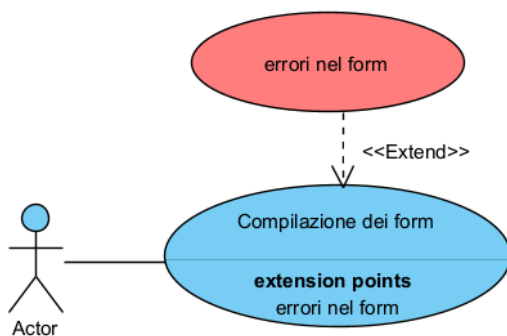 errori nel form
<<Extend>>
Compilazione dei form
extension points
errori nel form
Actor